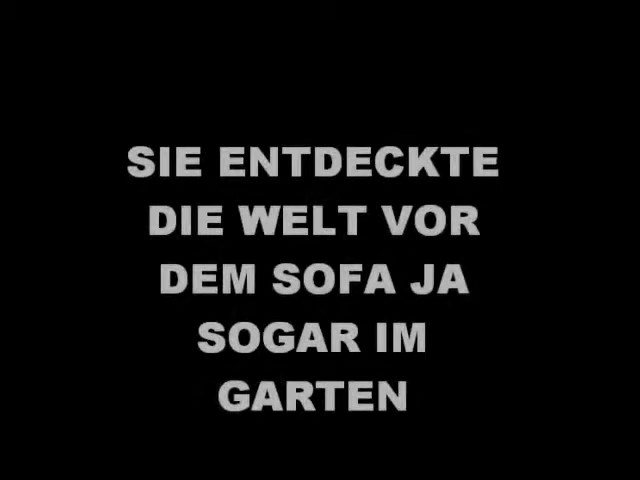 SIE ENTDECKTE
DIE WELT VOR
DEM SOFA JA
SOGAR IM
GARTEN